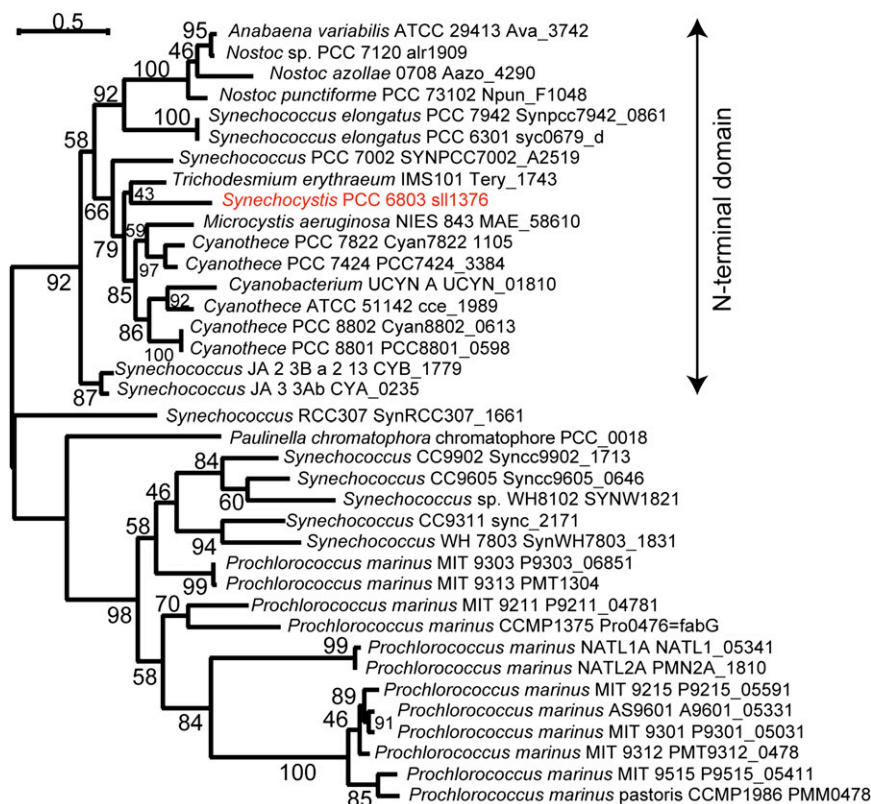 0.5
95
Anabaena variabilis ATCC 29413 Ava_3742
46
Nostoc sp. PCC 7120 alr1909
100
Nostoc azollae 0708 Aazo_4290
92
Nostoc punctiforme PCC 73102 Npun_F1048
100
Synechococcus elongatus PCC 7942 Synpcc7942_0861
58
Synechococcus elongatus PCC 6301 syc0679_d
Synechococcus PCC 7002 SYNPCC7002_A2519
Trichodesmium erythraeum IMS101 Tery_1743
43
66
Synechocystis PCC 6803 sll1376
Microcystis aeruginosa NIES 843 MAE_58610
59
79
Cyanothece PCC 7822 Cyan7822 1105
97
Cyanothece PCC 7424 PCC7424_3384
92
85
Cyanobacterium UCYN A UCYN_01810
92
Cyanothece ATCC 51142 cce_1989
86
Cyanothece PCC 8802 Cyan8802_0613
100
Cyanothece PCC 8801 PCC8801_0598
Synechococcus JA 2 3B a 2 13 CYB_1779
87
Synechococcus JA 3 3Ab CYA_0235
N-terminal domain
Synechococcus RCC307 SynRCC307_1661
Paulinella chromatophora chromatophore PCC_0018
84
Synechococcus CC9902 Syncc9902_1713
46
Synechococcus CC9605 Syncc9605_0646
60
Synechococcus sp. WH8102 SYNW1821
58
Synechococcus CC9311 sync_2171
94
Synechococcus WH 7803 SynWH7803_1831
Prochlorococcus marinus MIT 9303 P9303_06851
99
Prochlorococcus marinus MIT 9313 PMT1304
98
70
Prochlorococcus marinus MIT 9211 P9211_04781
Prochlorococcus marinus CCMP1375 Pro0476=fabG
58
99
Prochlorococcus marinus NATL1A NATL1_05341
Prochlorococcus marinus NATL2A PMN2A_1810
84
89
Prochlorococcus marinus MIT 9215 P9215_05591
46
Prochlorococcus marinus AS9601 A9601_05331
91
Prochlorococcus marinus MIT 9301 P9301_05031
Prochlorococcus marinus MIT 9312 PMT9312_0478
100
Prochlorococcus marinus MIT 9515 P9515_05411
85
Prochlorococcus marinus pastoris CCMP1986 PMM0478